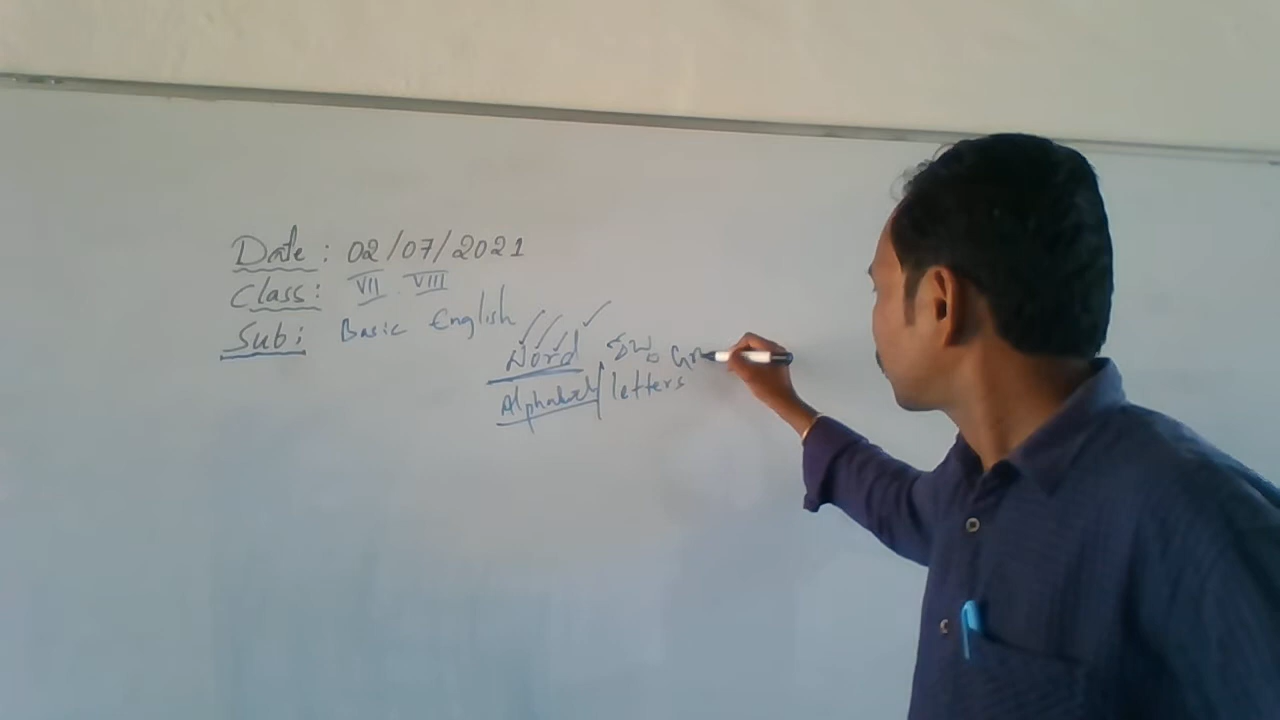 Date : 02/07/2021
Class : VII VIII
Sub : Basic English
Word
Alphabet/letters